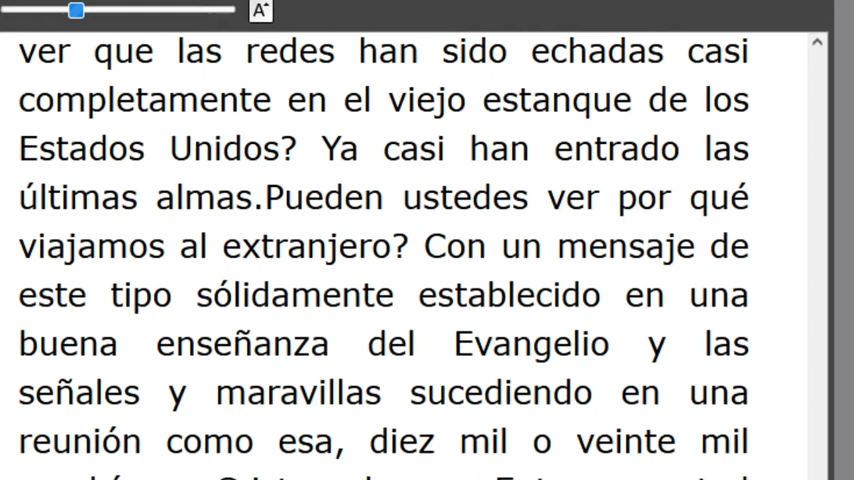 A
ver que las redes han sido echadas casi
completamente en el viejo estanque de los
Estados Unidos? Ya casi han entrado las
últimas almas.Pueden ustedes ver por qué
viajamos al extranjero? Con un mensaje de
este tipo sólidamente establecido en una
buena enseñanza del Evangelio y las
señales y maravillas sucediendo en una
reunión como esa, diez mil o veinte mil